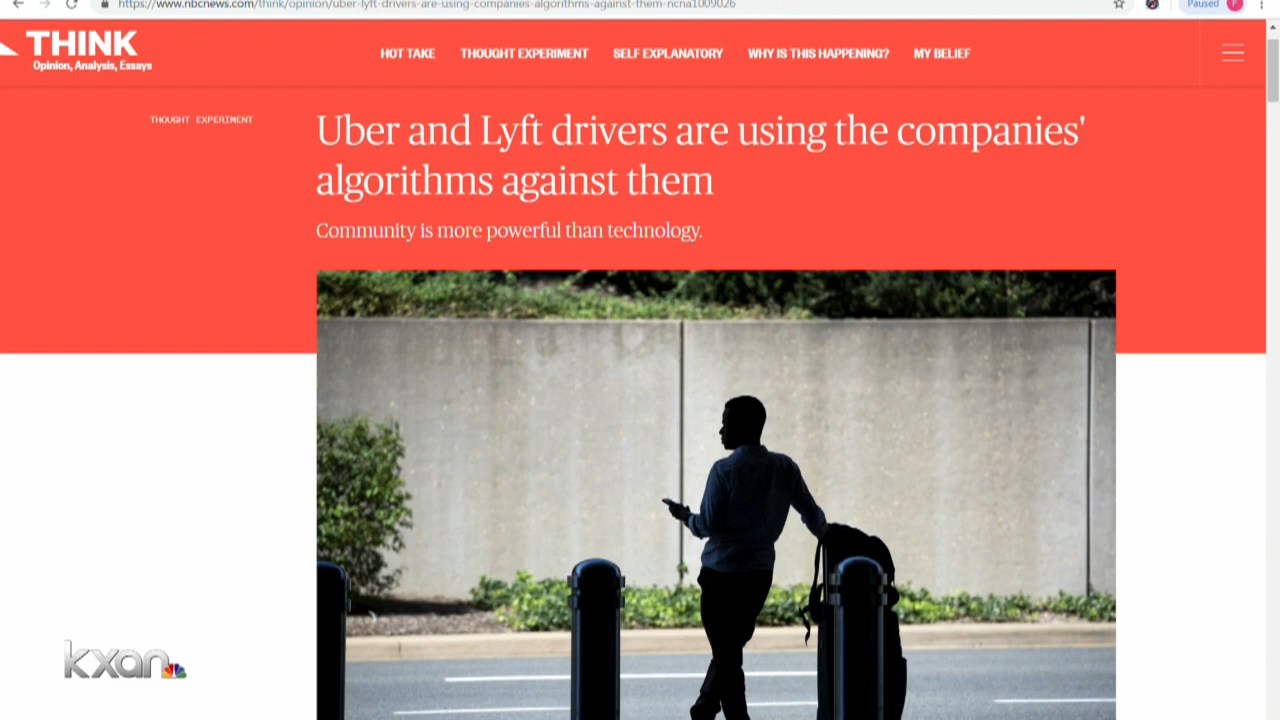 https://www.nbcnews.com/think/opinion/uber-lyft-drivers-are-using-companies-algorithms-against-them-ncna1009026
Paused
THINK
Opinion, Analysis, Essays
HOT TAKE THOUGHT EXPERIMENT SELF EXPLANATORY WHY IS THIS HAPPENING? MY BELIEF
THOUGHT EXPERIMENT
Uber and Lyft drivers are using the companies'
algorithms against them
Community is more powerful than technology.
kxan